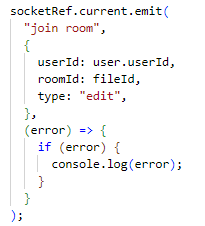 socketRef.current.emit(
  "join room",
  {
    userId: user.userId,
    roomId: fileId,
    type: "edit",
  },
  (error) => {
    if (error) {
      console.log(error);
    }
  }
);